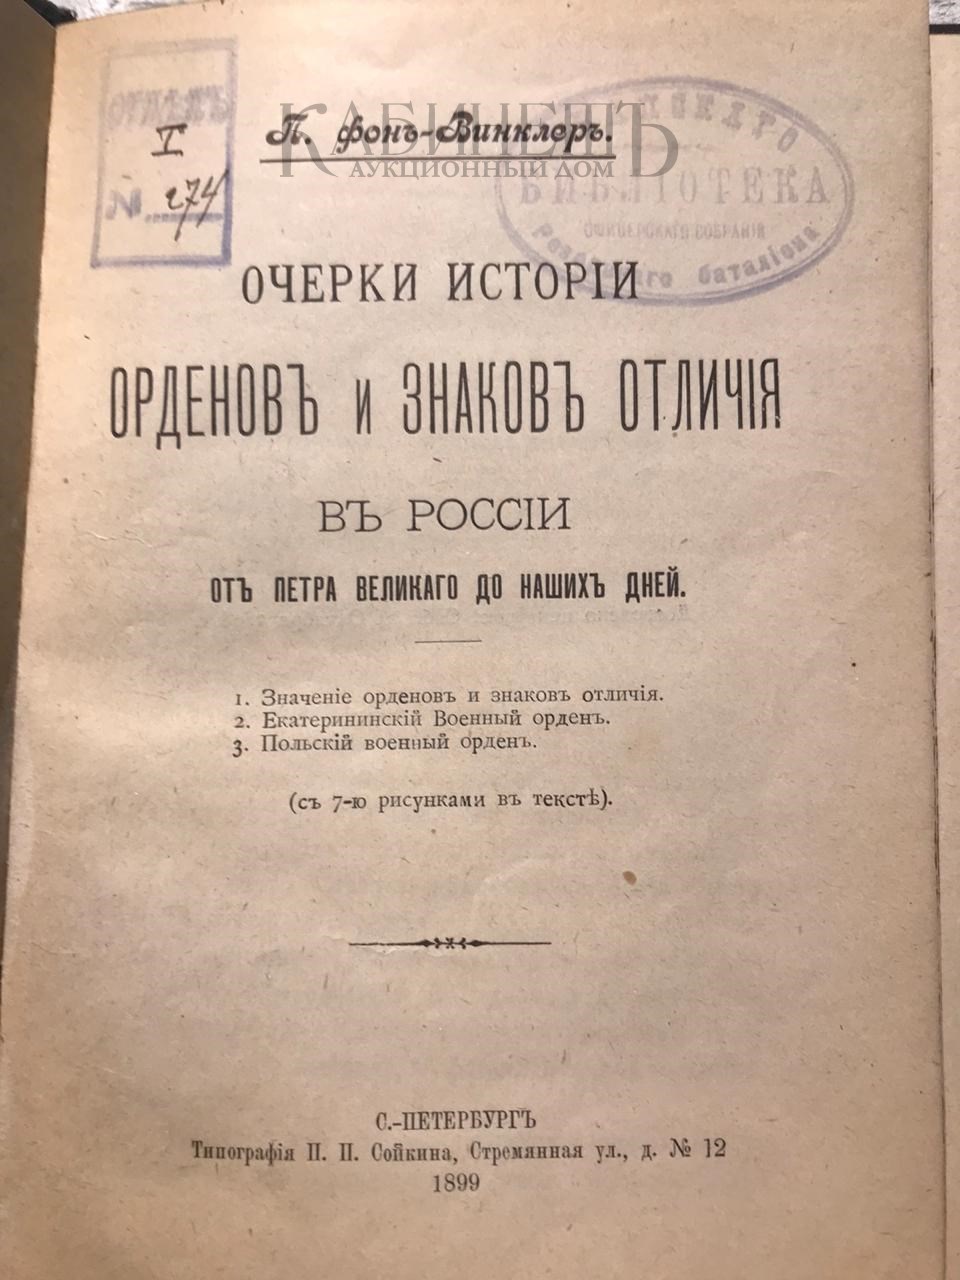 КАБИНЕТЪ
АУКЦИОННЫЙ ДОМ
I
274
№
П. фонъ-Винклеръ.
БИБЛІОТЕКА
ОФИЦЕРСКАГО СОБРАНІЯ
баталіона
ОЧЕРКИ ИСТОРІИ
ОРДЕНОВЪ и ЗНАКОВЪ ОТЛИЧІЯ
ВЪ РОССІИ
ОТЪ ПЕТРА ВЕЛИКАГО ДО НАШИХЪ ДНЕЙ.
1. Значеніе орденовъ и знаковъ отличія.
2. Екатерининскій Военный орденъ.
3. Польскій военный орденъ.
(съ 7-ю рисунками въ текстѣ).
С.-ПЕТЕРБУРГЪ
Типографія П. П. Сойкина, Стремянная ул., д. № 12
1899